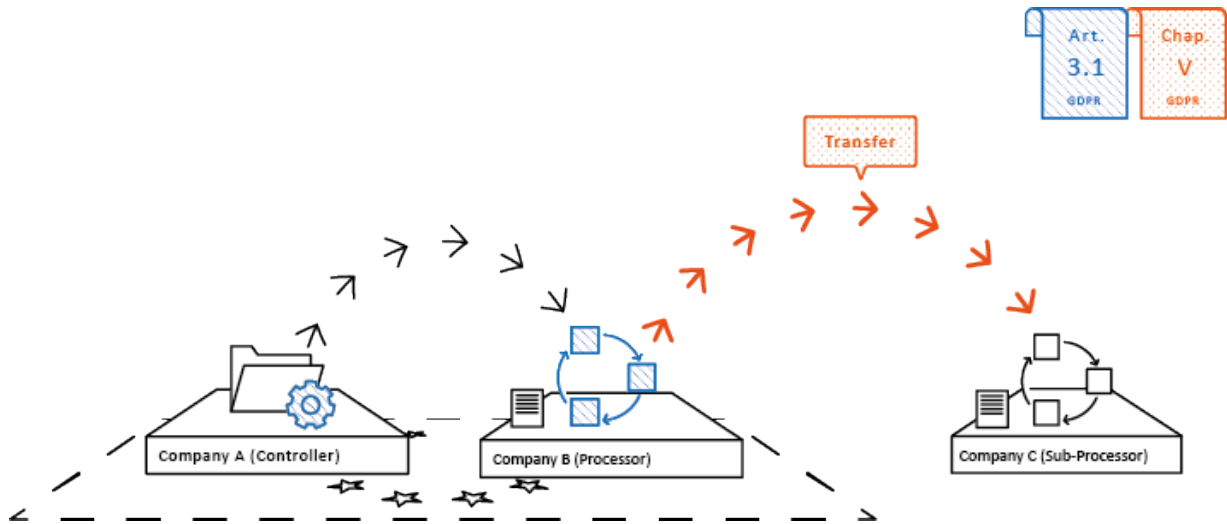 Art.
3.1
GDPR
Chap.
V
GDPR
Transfer
Company A (Controller)
Company B (Processor)
Company C (Sub-Processor)